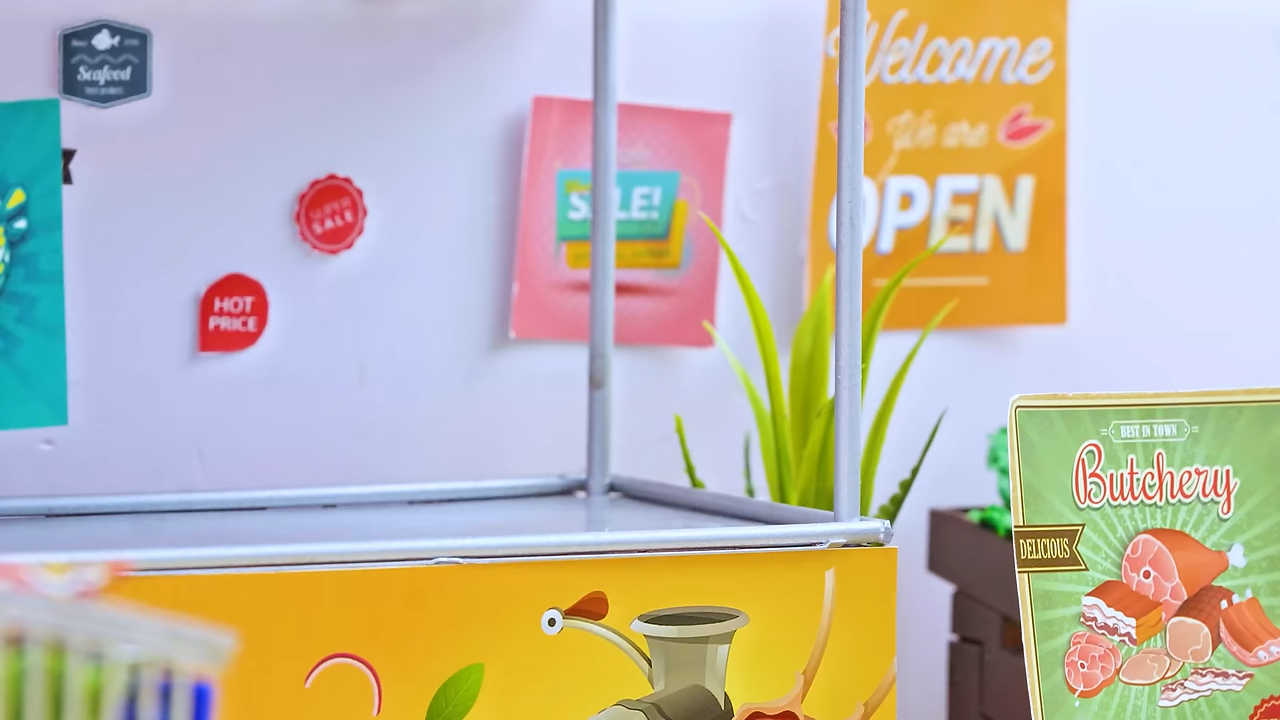 Seafood
SUPER
SALE
HOT
PRICE
SALE!
Welcome
We are
OPEN
BEST IN TOWN
Butchery
DELICIOUS